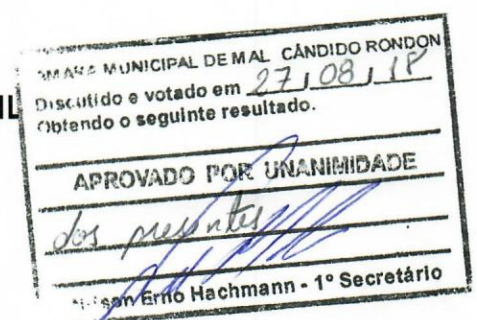 CÂMARA MUNICIPAL DE MAL CÂNDIDO RONDON
Discutido e votado em 27/08/18
Obtendo o seguinte resultado.
APROVADO POR UNANIMIDADE
dos presentes
Erno Hachmann - 1º Secretário